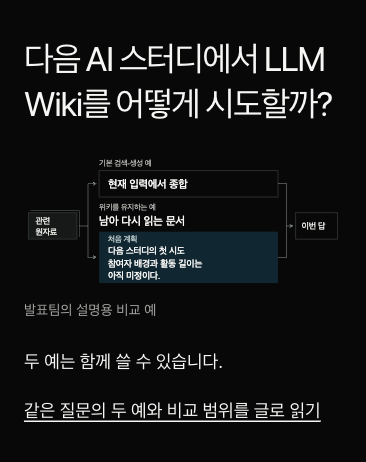 다음 AI 스터디에서 LLM
Wiki를 어떻게 시도할까?
기본 검색-생성 예
현재 입력에서 종합
위키를 유지하는 예
남아 다시 읽는 문서
관련
원자료
처음 계획
다음 스터디의 첫 시도
참여자 배경과 활동 길이는
아직 미정이다.
이번 답
발표팀의 설명용 비교 예
두 예는 함께 쓸 수 있습니다.
같은 질문의 두 예와 비교 범위를 글로 읽기